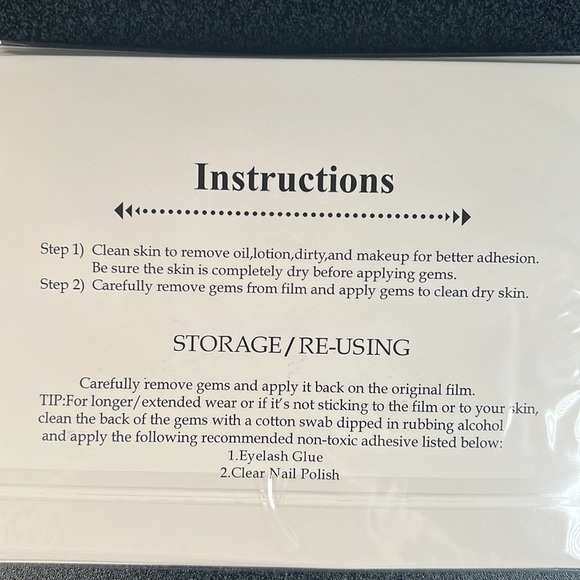 Instructions
Step 1) Clean skin to remove oil,lotion,dirty,and makeup for better adhesion.
Be sure the skin is completely dry before applying gems.
Step 2) Carefully remove gems from film and apply gems to clean dry skin.
STORAGE/RE-USING
Carefully remove gems and apply it back on the original film.
TIP:For longer/extended wear or if it's not sticking to the film or to your skin,
clean the back of the gems with a cotton swab dipped in rubbing alcohol
and apply the following recommended non-toxic adhesive listed below:
1.Eyelash Glue
2.Clear Nail Polish